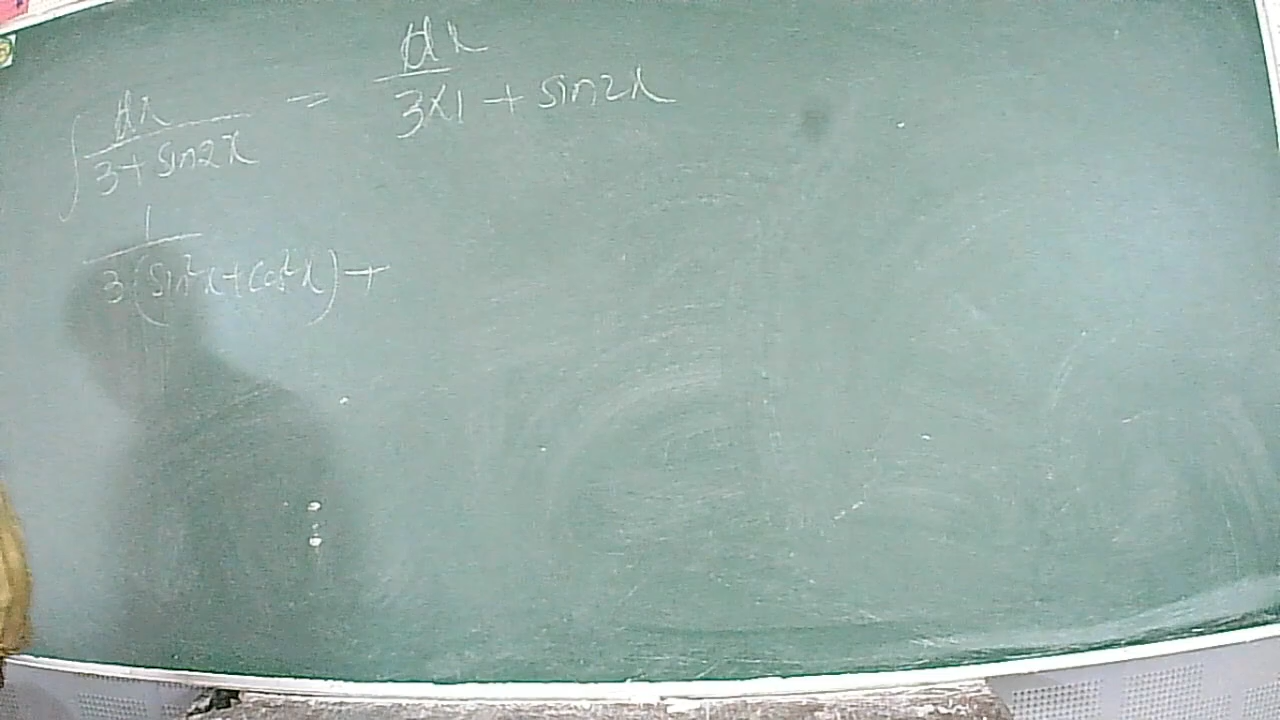 ∫ dx / 3 + sin2x = dx / 3×1 + sin2x
1 / 3(sin²x + cos²x) +